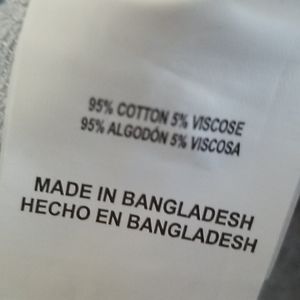 95% COTTON 5% VISCOSE
95% ALGODÓN 5% VISCOSA
MADE IN BANGLADESH
HECHO EN BANGLADESH